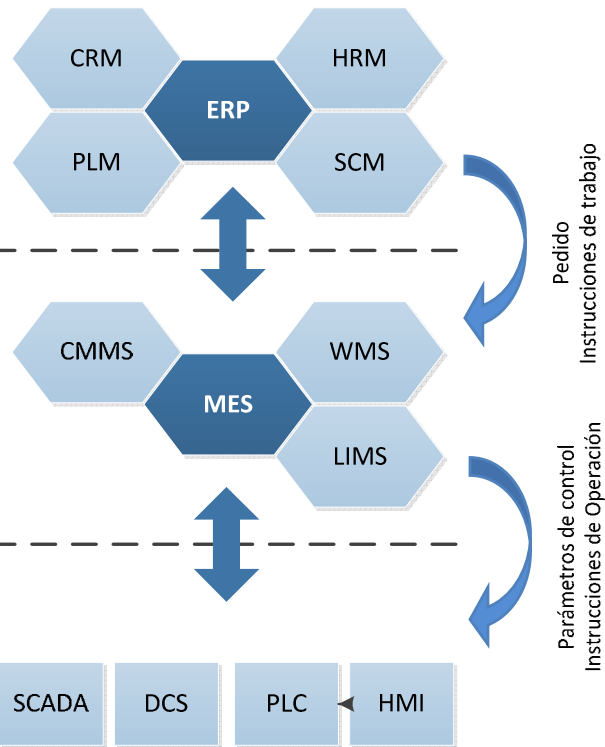 CRM
HRM
ERP
PLM
SCM
Pedido
Instrucciones de trabajo
CMMS
WMS
MES
LIMS
Parámetros de control
Instrucciones de Operación
SCADA
DCS
PLC
HMI